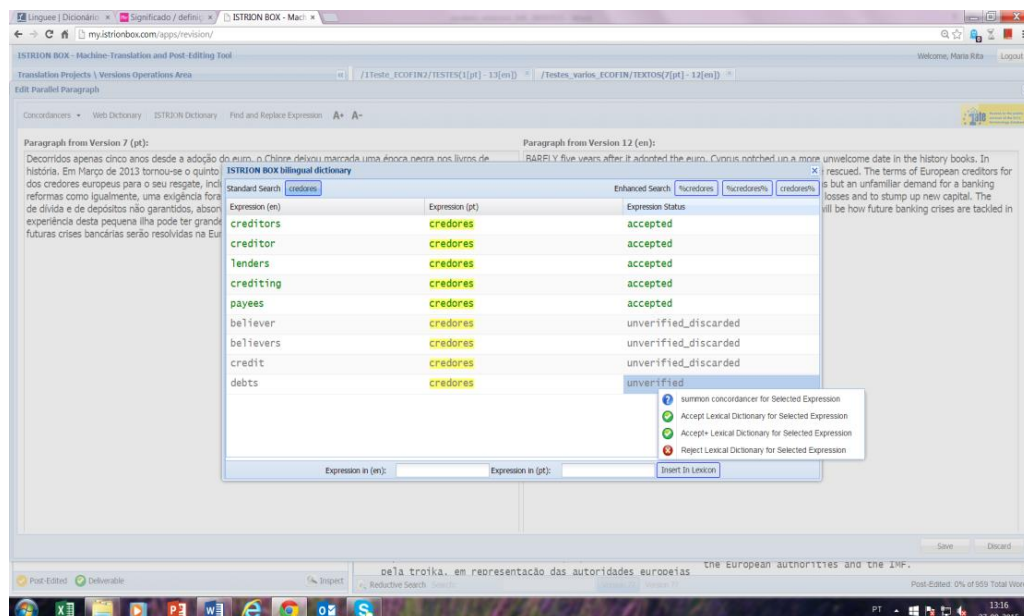 Linguee | Dicionário
Significado / definiç
ISTRION BOX - Mach
my.istrionbox.com/apps/revision/
ISTRION BOX - Machine-Translation and Post-Editing Tool
Welcome, Maria Rita Logout
Translation Projects \ Versions Operations Area
/1Teste_ECOFIN2/TESTES(1[pt] - 13[en])
/Testes_varios_ECOFIN/TEXTOS(7[pt] - 12[en])
Edit Parallel Paragraph
Concordancers Web Dictionary ISTRION Dictionary Find and Replace Expression A+ A-
Paragraph from Version 7 (pt): Paragraph from Version 12 (en):
Decorridos apenas cinco anos desde a adoção do euro, o Chipre deixou marcada uma época negra nos livros de
história. Em Março de 2013 tornou-se o quinto
dos credores europeus para o seu resgate, incl
reformas como igualmente, uma exigência fora
de dívida e de depósitos não garantidos, absor
experiência desta pequena ilha pode ter grande
futuras crises bancárias serão resolvidas na Eur
BARELY five years after it adopted the euro, Cyprus notched up a more unwelcome date in the history books. In
rescued. The terms of European creditors for
s but an unfamiliar demand for a banking
losses and to stump up new capital. The
ill be how future banking crises are tackled in
ISTRION BOX bilingual dictionary
Standard Search credores Enhanced Search %credores %credores% credores%
Expression (en) Expression (pt) Expression Status
creditors credores accepted
creditor credores accepted
lenders credores accepted
crediting credores accepted
payees credores accepted
believer credores unverified_discarded
believers credores unverified_discarded
credit credores unverified_discarded
debts credores unverified
summon concordancer for Selected Expression
Accept Lexical Dictionary for Selected Expression
Accept+ Lexical Dictionary for Selected Expression
Reject Lexical Dictionary for Selected Expression
Expression in (en): Expression in (pt): Insert In Lexicon
Save Discard
pela troika, em representação das autoridades europeias
the European authorities and the IMF.
Post-Edited Deliverable Inspect Reductive Search
Post-Edited: 0% of 959 Total Wor
PT 13:16